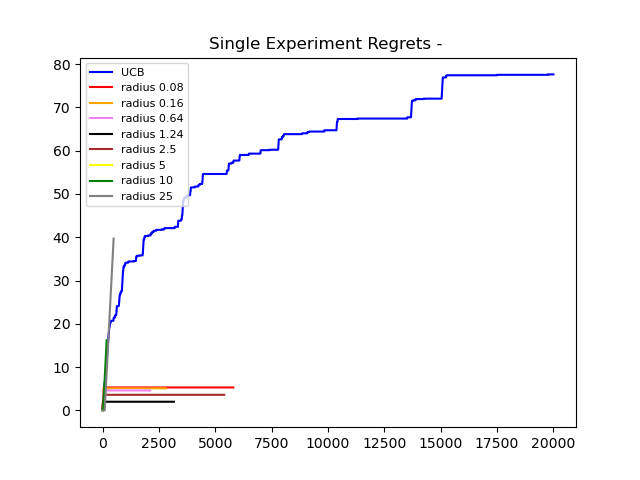 Single Experiment Regrets -
80
70
60
50
40
30
20
10
0
UCB
radius 0.08
radius 0.16
radius 0.64
radius 1.24
radius 2.5
radius 5
radius 10
radius 25
0 2500 5000 7500 10000 12500 15000 17500 20000